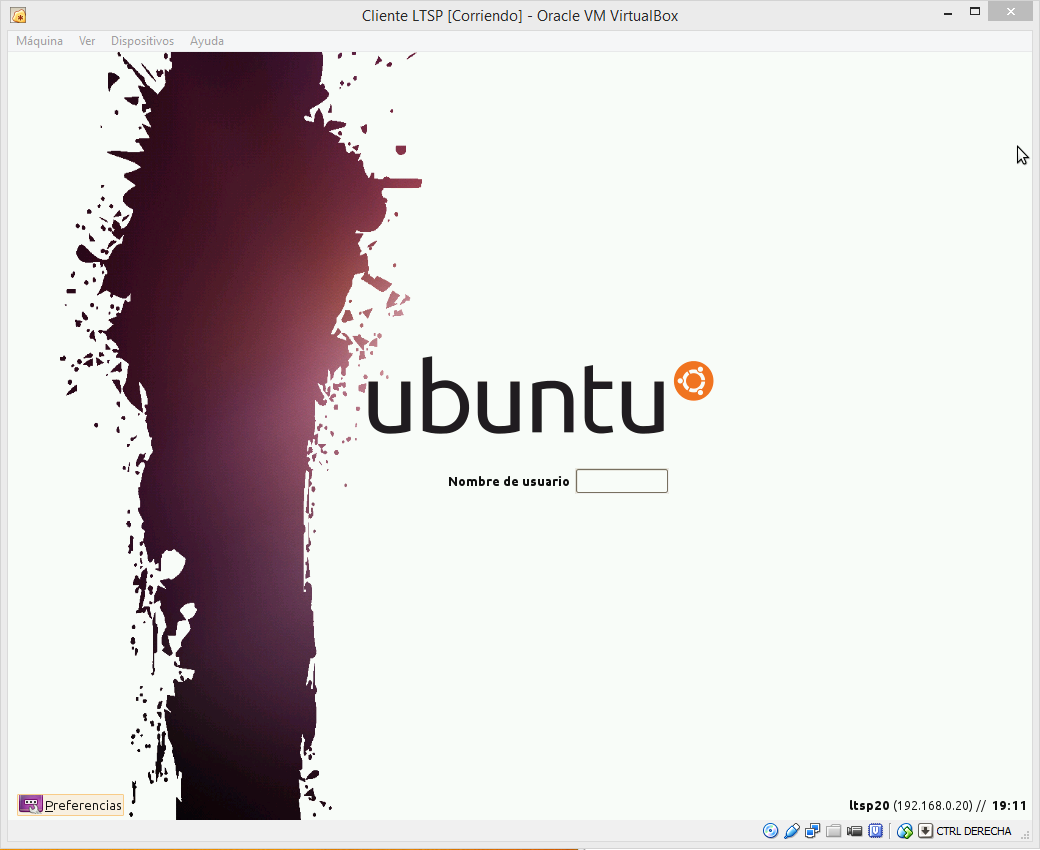 Cliente LTSP [Corriendo] - Oracle VM VirtualBox
Máquina Ver Dispositivos Ayuda
ubuntu
Nombre de usuario
Preferencias
ltsp20 (192.168.0.20) // 19:11
CTRL DERECHA